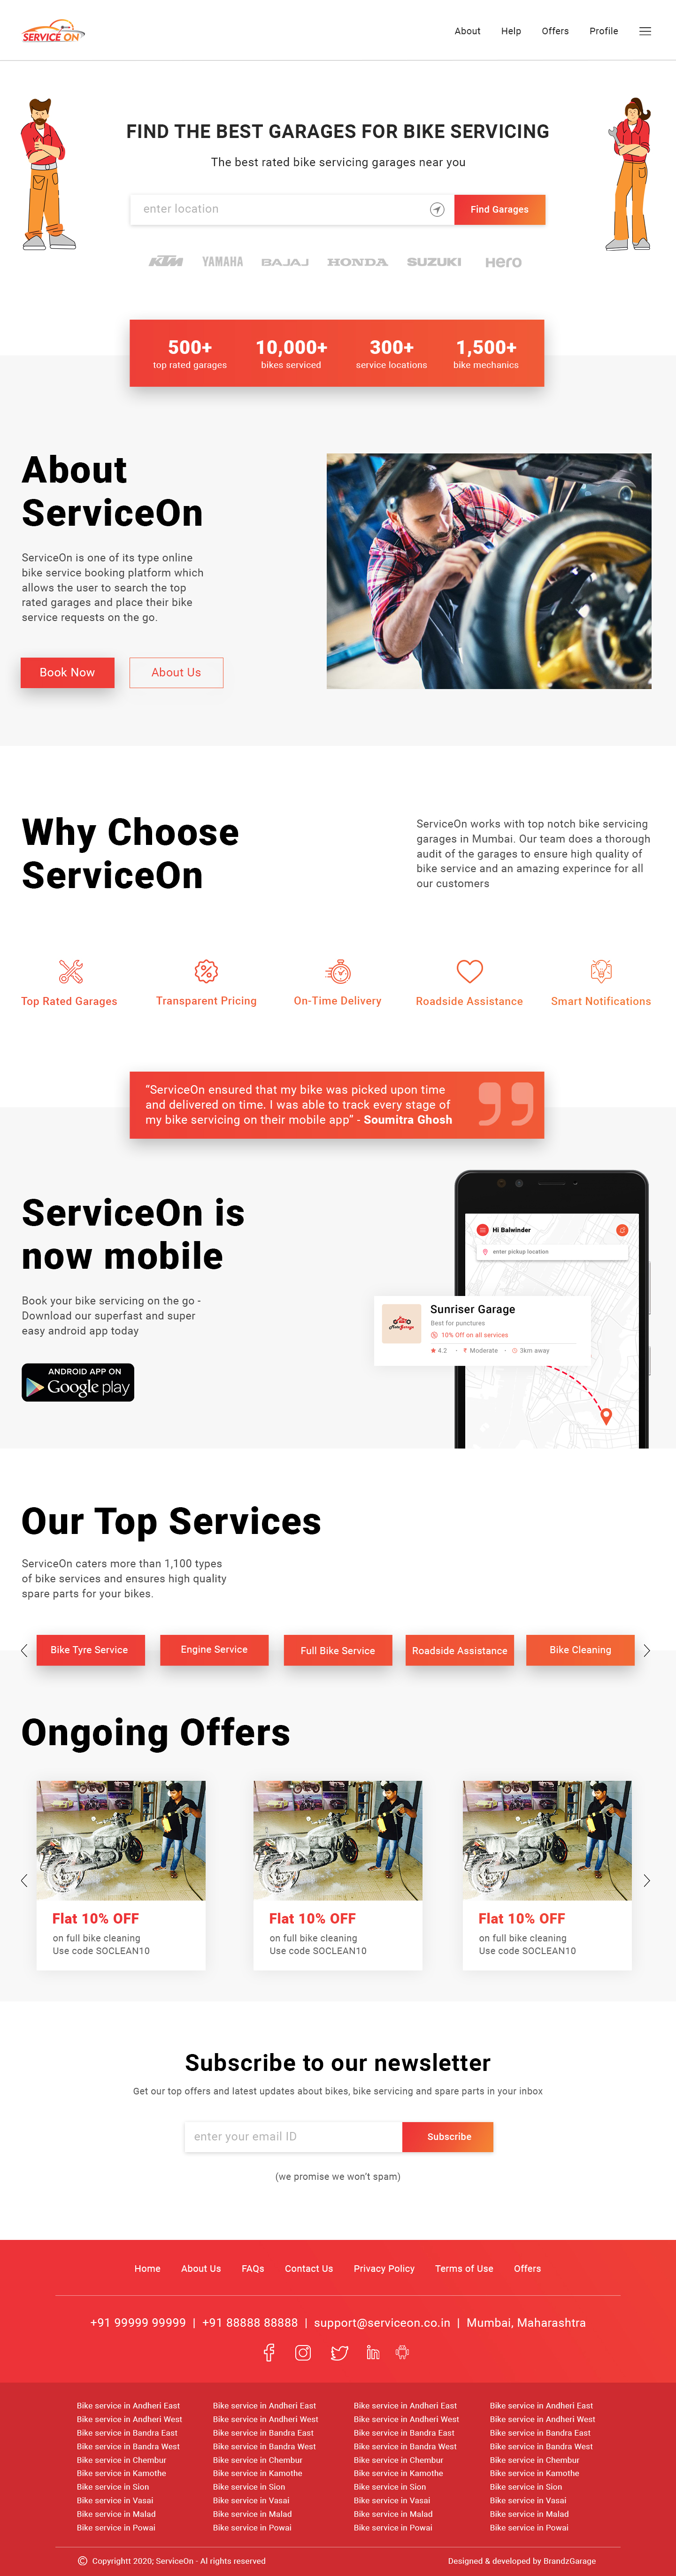 SERVICE ON
About Help Offers Profile
FIND THE BEST GARAGES FOR BIKE SERVICING
The best rated bike servicing garages near you
enter location
Find Garages
KTM YAMAHA BAJAJ HONDA SUZUKI Hero
500+ 10,000+ 300+ 1,500+
top rated garages bikes serviced service locations bike mechanics
About
ServiceOn
ServiceOn is one of its type online
bike service booking platform which
allows the user to search the top
rated garages and place their bike
service requests on the go.
Book Now About Us
Why Choose
ServiceOn
ServiceOn works with top notch bike servicing
garages in Mumbai. Our team does a thorough
audit of the garages to ensure high quality of
bike service and an amazing experince for all
our customers
Top Rated Garages Transparent Pricing On-Time Delivery Roadside Assistance Smart Notifications
“ServiceOn ensured that my bike was picked upon time
and delivered on time. I was able to track every stage of
my bike servicing on their mobile app” - Soumitra Ghosh
ServiceOn is
now mobile
Book your bike servicing on the go -
Download our superfast and super
easy android app today
ANDROID APP ON
Google play
Hi Balwinder
enter pickup location
Sunriser Garage
Best for punctures
10% Off on all services
4.2 • ₹ Moderate • 3km away
Our Top Services
ServiceOn caters more than 1,100 types
of bike services and ensures high quality
spare parts for your bikes.
Bike Tyre Service Engine Service Full Bike Service Roadside Assistance Bike Cleaning
Ongoing Offers
Flat 10% OFF
on full bike cleaning
Use code SOCLEAN10
Flat 10% OFF
on full bike cleaning
Use code SOCLEAN10
Flat 10% OFF
on full bike cleaning
Use code SOCLEAN10
Subscribe to our newsletter
Get our top offers and latest updates about bikes, bike servicing and spare parts in your inbox
enter your email ID
Subscribe
(we promise we won't spam)
Home About Us FAQs Contact Us Privacy Policy Terms of Use Offers
+91 99999 99999 | +91 88888 88888 | support@serviceon.co.in | Mumbai, Maharashtra
Bike service in Andheri East Bike service in Andheri East Bike service in Andheri East Bike service in Andheri East
Bike service in Andheri West Bike service in Andheri West Bike service in Andheri West Bike service in Andheri West
Bike service in Bandra East Bike service in Bandra East Bike service in Bandra East Bike service in Bandra East
Bike service in Bandra West Bike service in Bandra West Bike service in Bandra West Bike service in Bandra West
Bike service in Chembur Bike service in Chembur Bike service in Chembur Bike service in Chembur
Bike service in Kamothe Bike service in Kamothe Bike service in Kamothe Bike service in Kamothe
Bike service in Sion Bike service in Sion Bike service in Sion Bike service in Sion
Bike service in Vasai Bike service in Vasai Bike service in Vasai Bike service in Vasai
Bike service in Malad Bike service in Malad Bike service in Malad Bike service in Malad
Bike service in Powai Bike service in Powai Bike service in Powai Bike service in Powai
© Copyrightt 2020; ServiceOn - Al rights reserved
Designed & developed by BrandzGarage